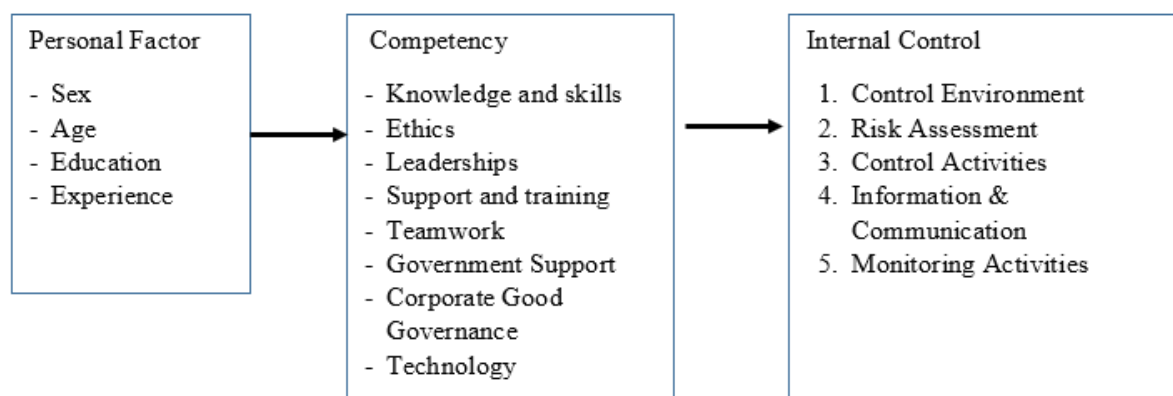 Personal Factor
- Sex
- Age
- Education
- Experience
Competency
- Knowledge and skills
- Ethics
- Leaderships
- Support and training
- Teamwork
- Government Support
- Corporate Good
Governance
- Technology
Internal Control
1. Control Environment
2. Risk Assessment
3. Control Activities
4. Information &
Communication
5. Monitoring Activities